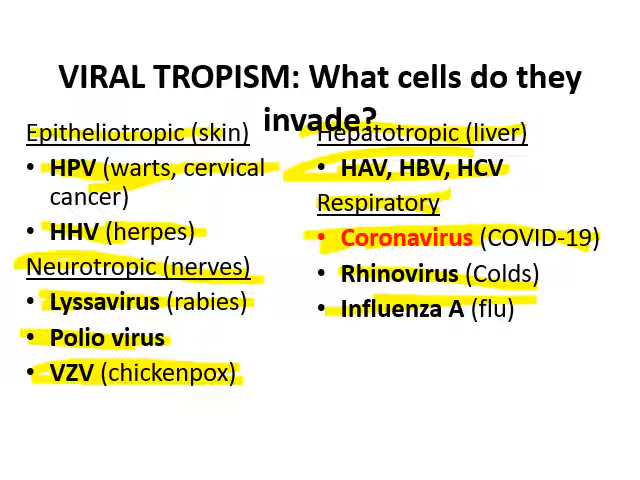 VIRAL TROPISM: What cells do they
invade?
Epitheliotropic (skin)
• HPV (warts, cervical
cancer)
• HHV (herpes)
Neurotropic (nerves)
• Lyssavirus (rabies)
• Polio virus
• VZV (chickenpox)
Hepatotropic (liver)
• HAV, HBV, HCV
Respiratory
• Coronavirus (COVID-19)
• Rhinovirus (Colds)
• Influenza A (flu)